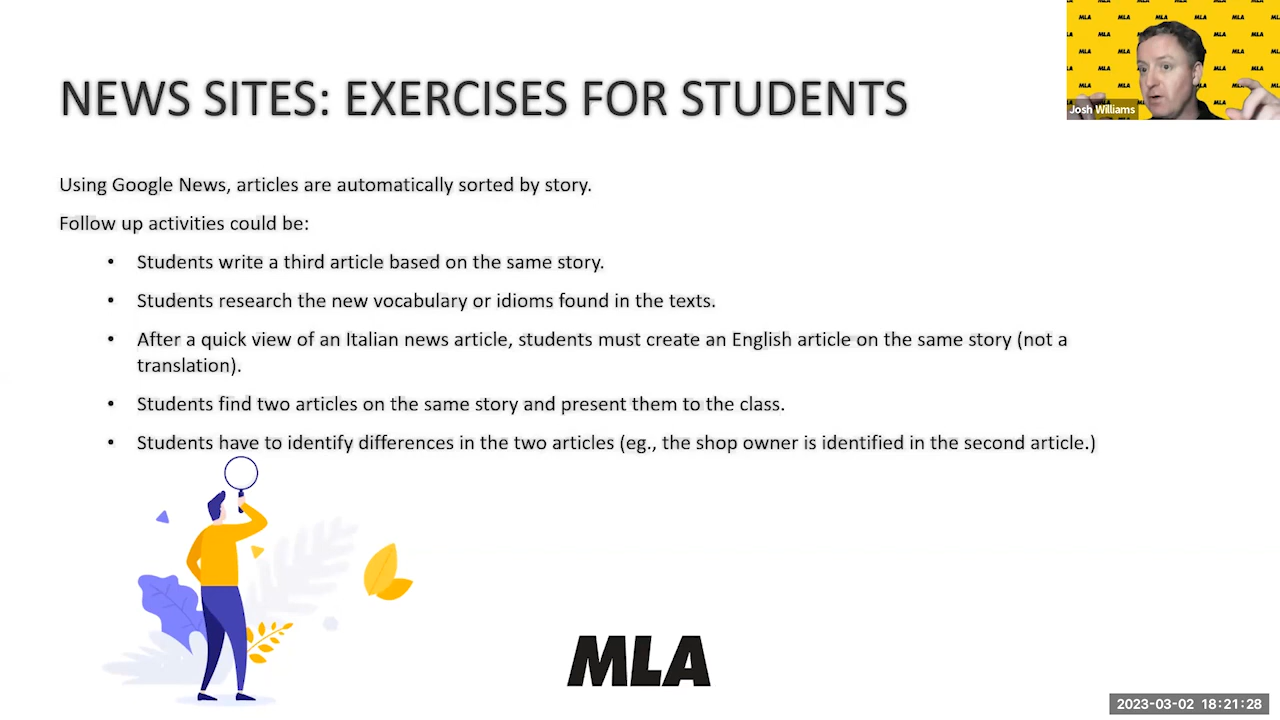 NEWS SITES: EXERCISES FOR STUDENTS
Josh Williams
Using Google News, articles are automatically sorted by story.
Follow up activities could be:
• Students write a third article based on the same story.
• Students research the new vocabulary or idioms found in the texts.
• After a quick view of an Italian news article, students must create an English article on the same story (not a
translation).
• Students find two articles on the same story and present them to the class.
• Students have to identify differences in the two articles (eg., the shop owner is identified in the second article.)
MLA
2023-03-02 18:21:28